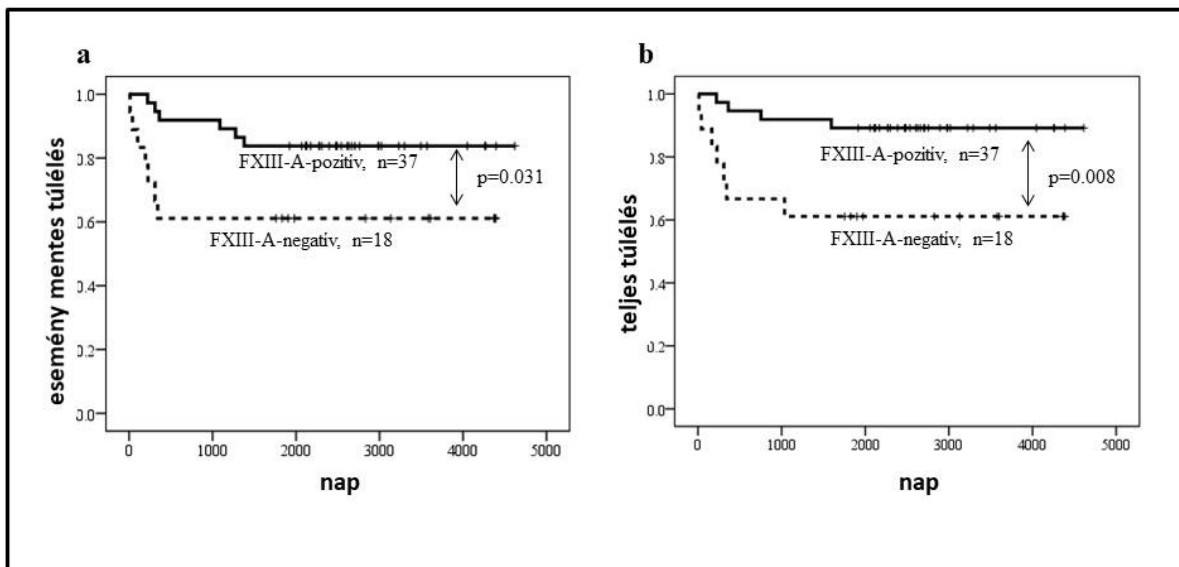 a
esemény mentes túlélés
1.0
0.8
0.6
0.4
0.2
0.0
FXIII-A-pozitív, n=37
p=0.031
FXIII-A-negatív, n=18
0 1000 2000 3000 4000 5000
nap
b
teljes túlélés
1.0
0.8
0.6
0.4
0.2
0.0
FXIII-A-pozitív, n=37
p=0.008
FXIII-A-negatív, n=18
0 1000 2000 3000 4000 5000
nap